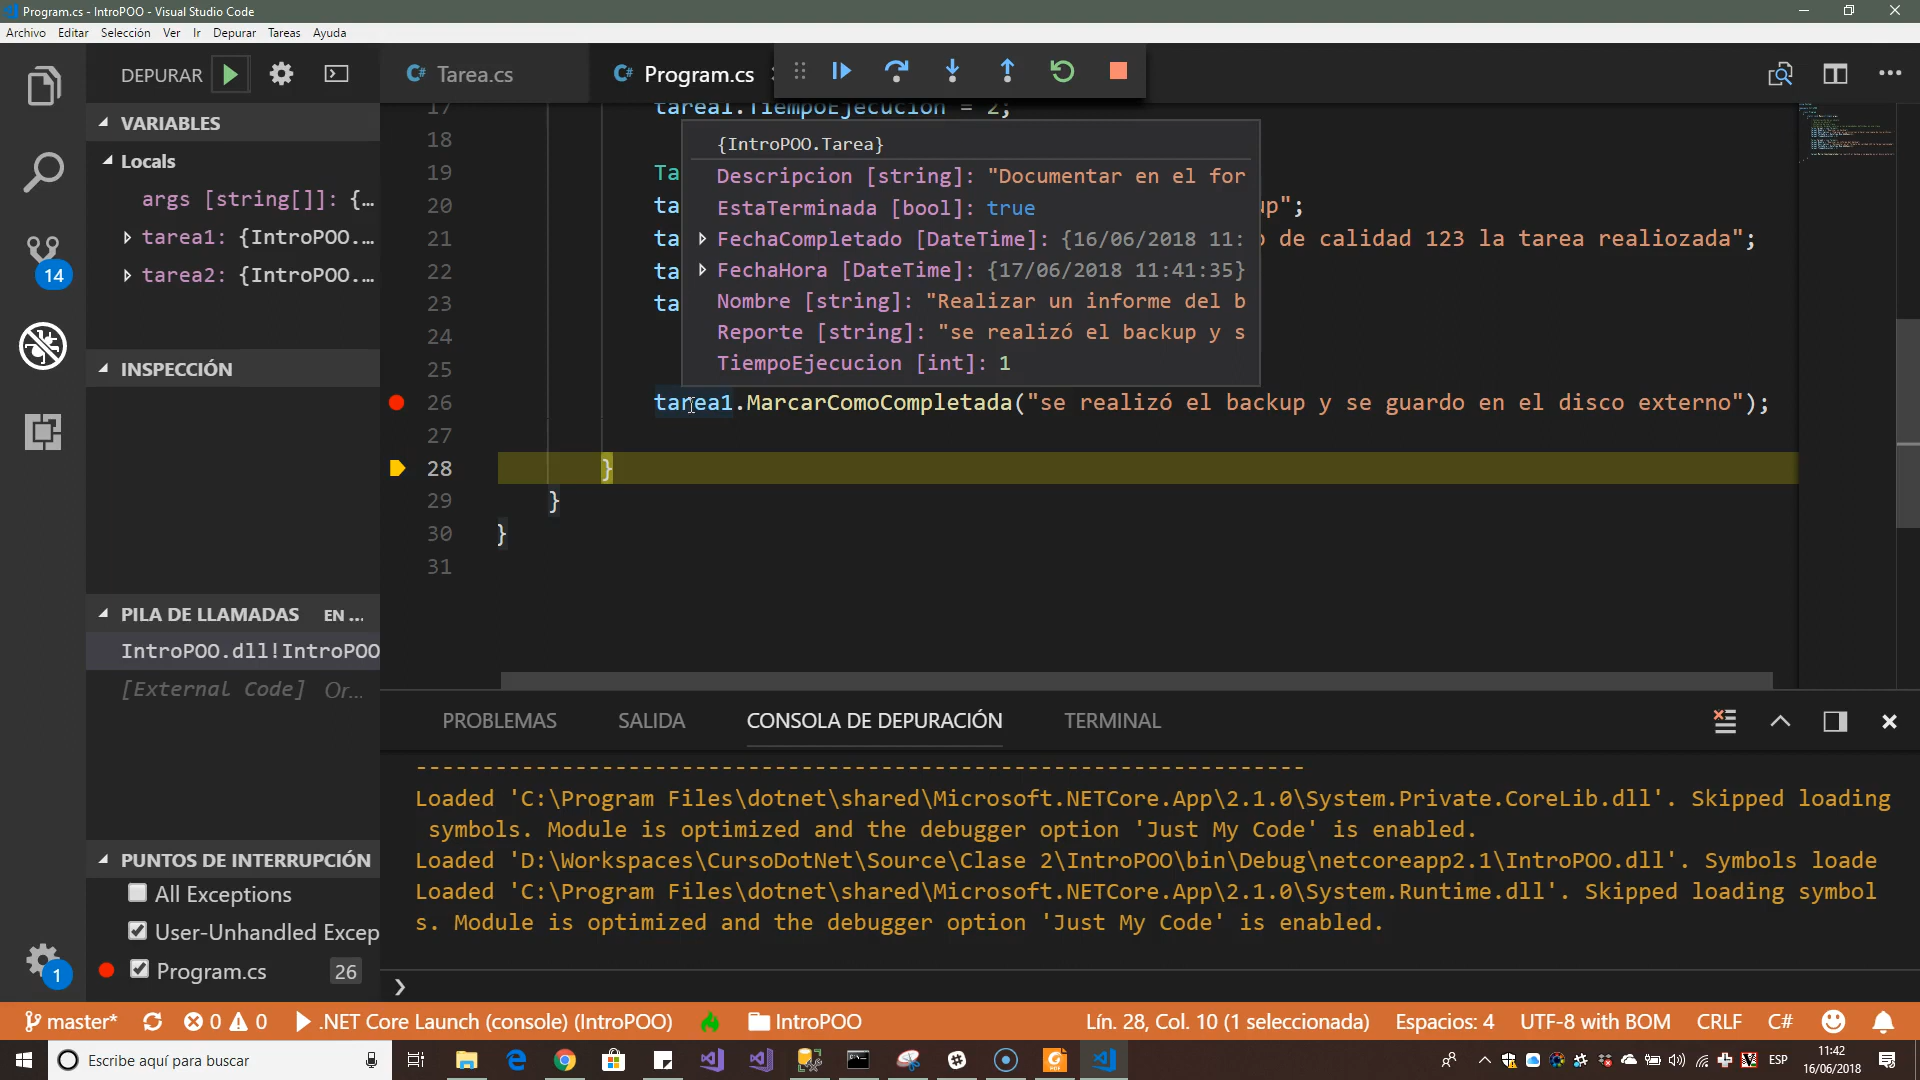 Program.cs - IntroPOO - Visual Studio Code
Archivo Editar Selección Ver Ir Depurar Tareas Ayuda
DEPURAR
Tarea.cs
Program.cs
VARIABLES
Locals
args [string[]]: {...
tarea1: {IntroPOO....
tarea2: {IntroPOO....
INSPECCIÓN
14
PILA DE LLAMADAS EN ...
IntroPOO.dll!IntroPOO
[External Code] Or...
PUNTOS DE INTERRUPCIÓN
All Exceptions
User-Unhandled Excep
Program.cs 26
1
17 tarea1.TiempoEjecucion = 2;
18
19 Ta
20 ta up";
21 ta o de calidad 123 la tarea realiozada";
22 ta
23 ta
24
25
26 tarea1.MarcarComoCompletada("se realizó el backup y se guardo en el disco externo");
27
28 }
29 }
30 }
31
{IntroPOO.Tarea}
Descripcion [string]: "Documentar en el for
EstaTerminada [bool]: true
FechaCompletado [DateTime]: {16/06/2018 11:
FechaHora [DateTime]: {17/06/2018 11:41:35}
Nombre [string]: "Realizar un informe del b
Reporte [string]: "se realizó el backup y s
TiempoEjecucion [int]: 1
PROBLEMAS SALIDA CONSOLA DE DEPURACIÓN TERMINAL
-------------------------------------------------------------------
Loaded 'C:\Program Files\dotnet\shared\Microsoft.NETCore.App\2.1.0\System.Private.CoreLib.dll'. Skipped loading
symbols. Module is optimized and the debugger option 'Just My Code' is enabled.
Loaded 'D:\Workspaces\CursoDotNet\Source\Clase 2\IntroPOO\bin\Debug\netcoreapp2.1\IntroPOO.dll'. Symbols loade
Loaded 'C:\Program Files\dotnet\shared\Microsoft.NETCore.App\2.1.0\System.Runtime.dll'. Skipped loading symbol
s. Module is optimized and the debugger option 'Just My Code' is enabled.
master* 0 0 .NET Core Launch (console) (IntroPOO) IntroPOO Lín. 28, Col. 10 (1 seleccionada) Espacios: 4 UTF-8 with BOM CRLF C#
Escribe aquí para buscar
ESP
11:42
16/06/2018